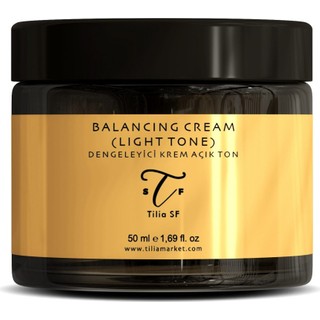 BALANCING CREAM
(LIGHT TONE)
DENGELEYİCİ KREM AÇIK TON
S T F
Tilia SF
50 ml e 1,69 fl. oz
www.tiliamarket.com